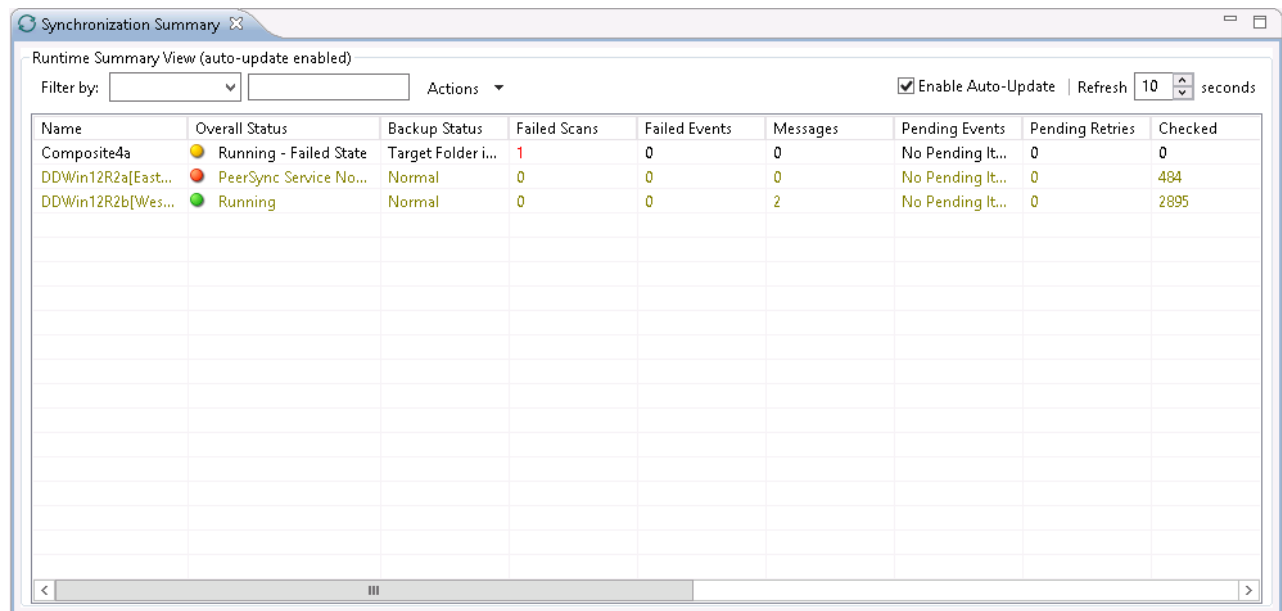 Synchronization Summary
Runtime Summary View (auto-update enabled)
Filter by: Actions Enable Auto-Update Refresh 10 seconds
Name Overall Status Backup Status Failed Scans Failed Events Messages Pending Events Pending Retries Checked
Composite4a Running - Failed State Target Folder i... 1 0 0 No Pending It... 0 0
DDWin12R2a[East... PeerSync Service No... Normal 0 0 0 No Pending It... 0 484
DDWin12R2b[Wes... Running Normal 0 0 2 No Pending It... 0 2895